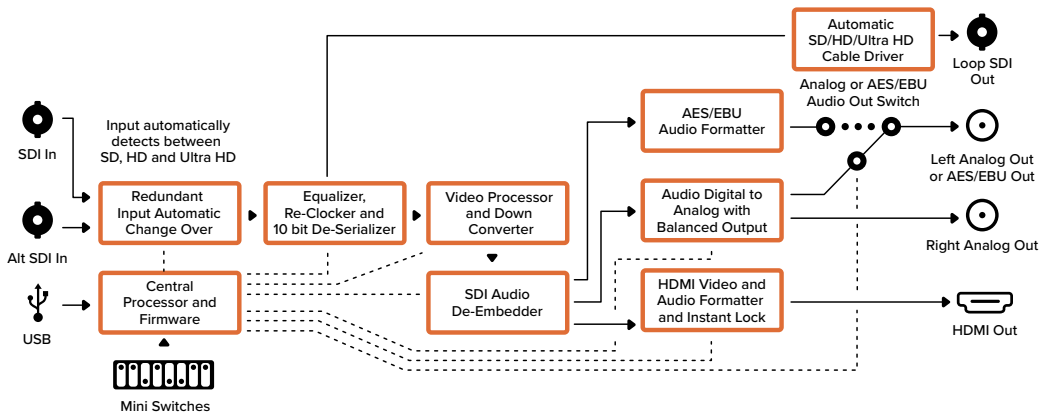 Automatic
SD/HD/Ultra HD
Cable Driver
Loop SDI
Out
Analog or AES/EBU
Audio Out Switch
AES/EBU
Audio Formatter
Left Analog Out
or AES/EBU Out
SDI In
Input automatically
detects between
SD, HD and Ultra HD
Redundant
Input Automatic
Change Over
Equalizer,
Re-Clocker and
10 bit De-Serializer
Video Processor
and Down
Converter
Audio Digital to
Analog with
Balanced Output
Right Analog Out
Alt SDI In
Central
Processor and
Firmware
SDI Audio
De-Embedder
HDMI Video and
Audio Formatter
and Instant Lock
HDMI Out
USB
Mini Switches